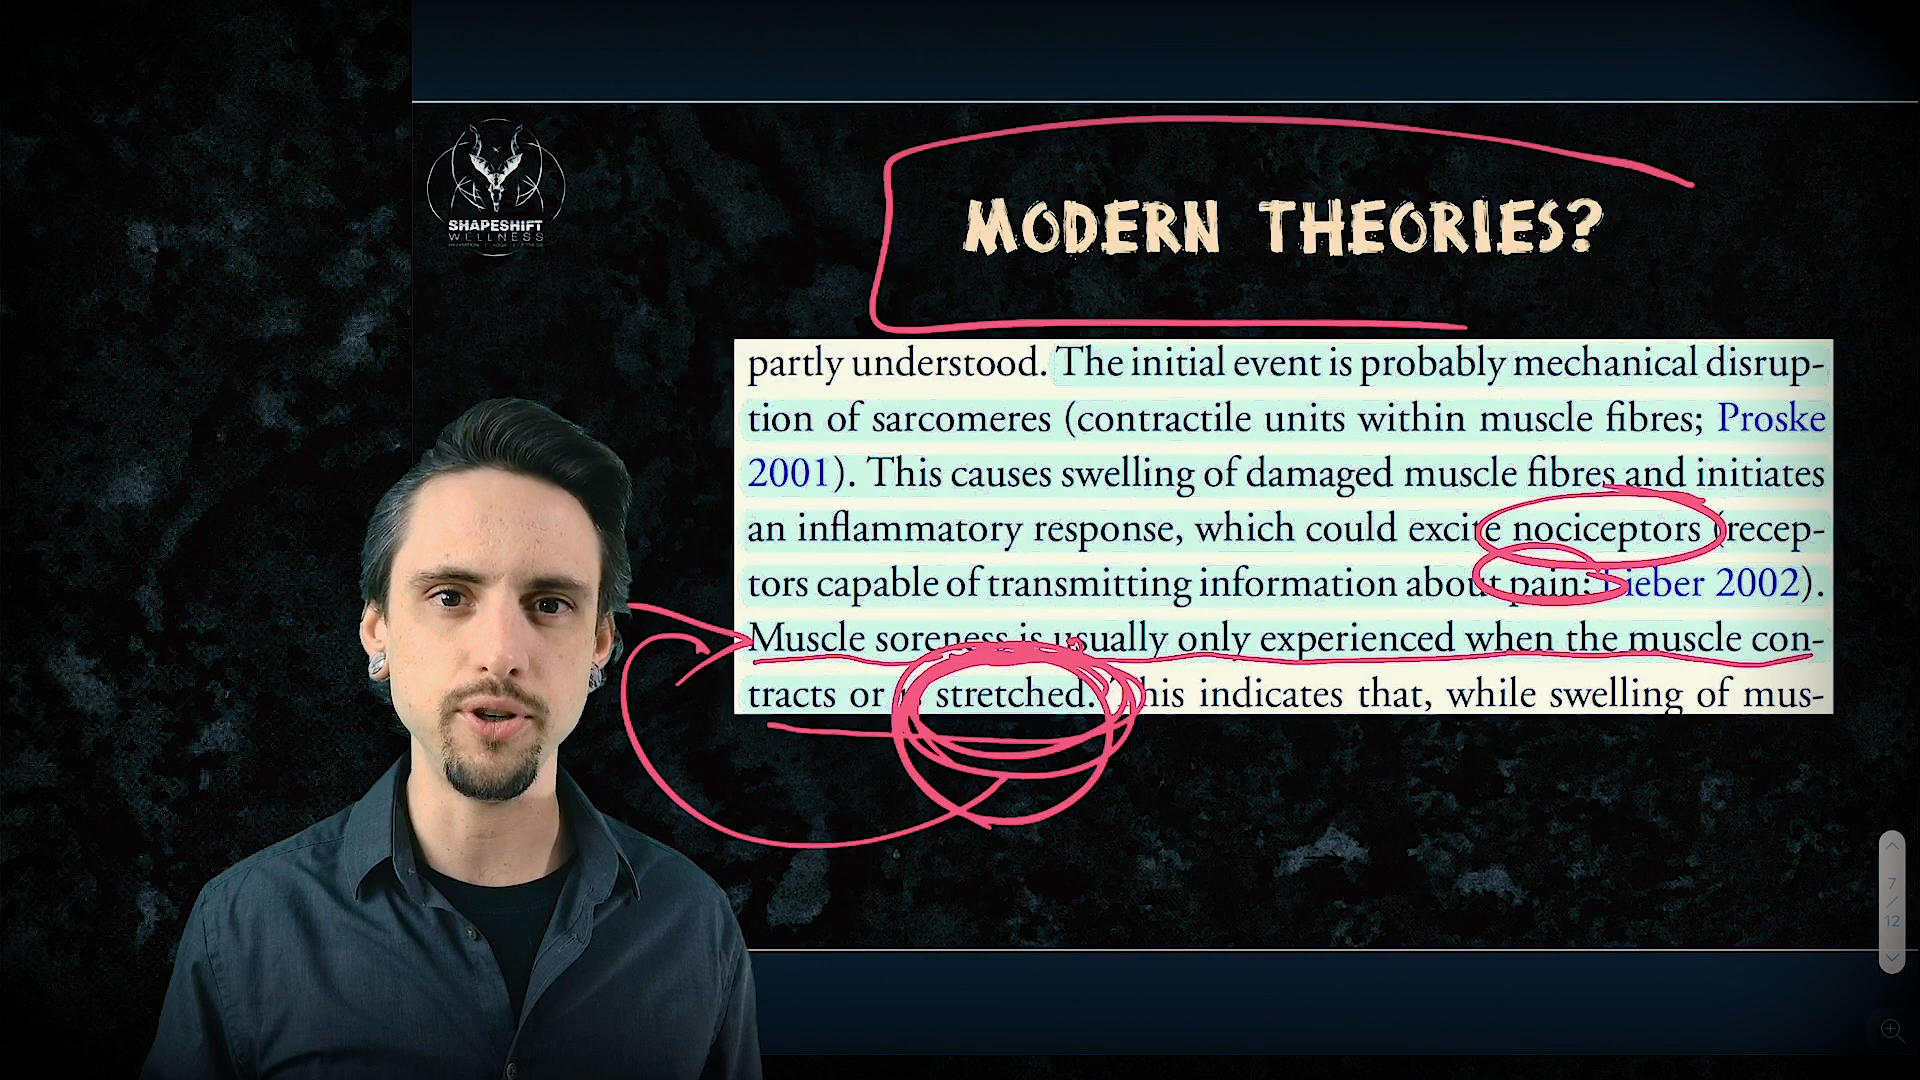 SHAPESHIFT
WELLNESS
MODERN THEORIES?
partly understood. The initial event is probably mechanical disrup-
tion of sarcomeres (contractile units within muscle fibres; Proske
2001). This causes swelling of damaged muscle fibres and initiates
an inflammatory response, which could excite nociceptors (recep-
tors capable of transmitting information about pain; Lieber 2002).
Muscle soreness is usually only experienced when the muscle con-
tracts or stretched. This indicates that, while swelling of mus-
7
/
12